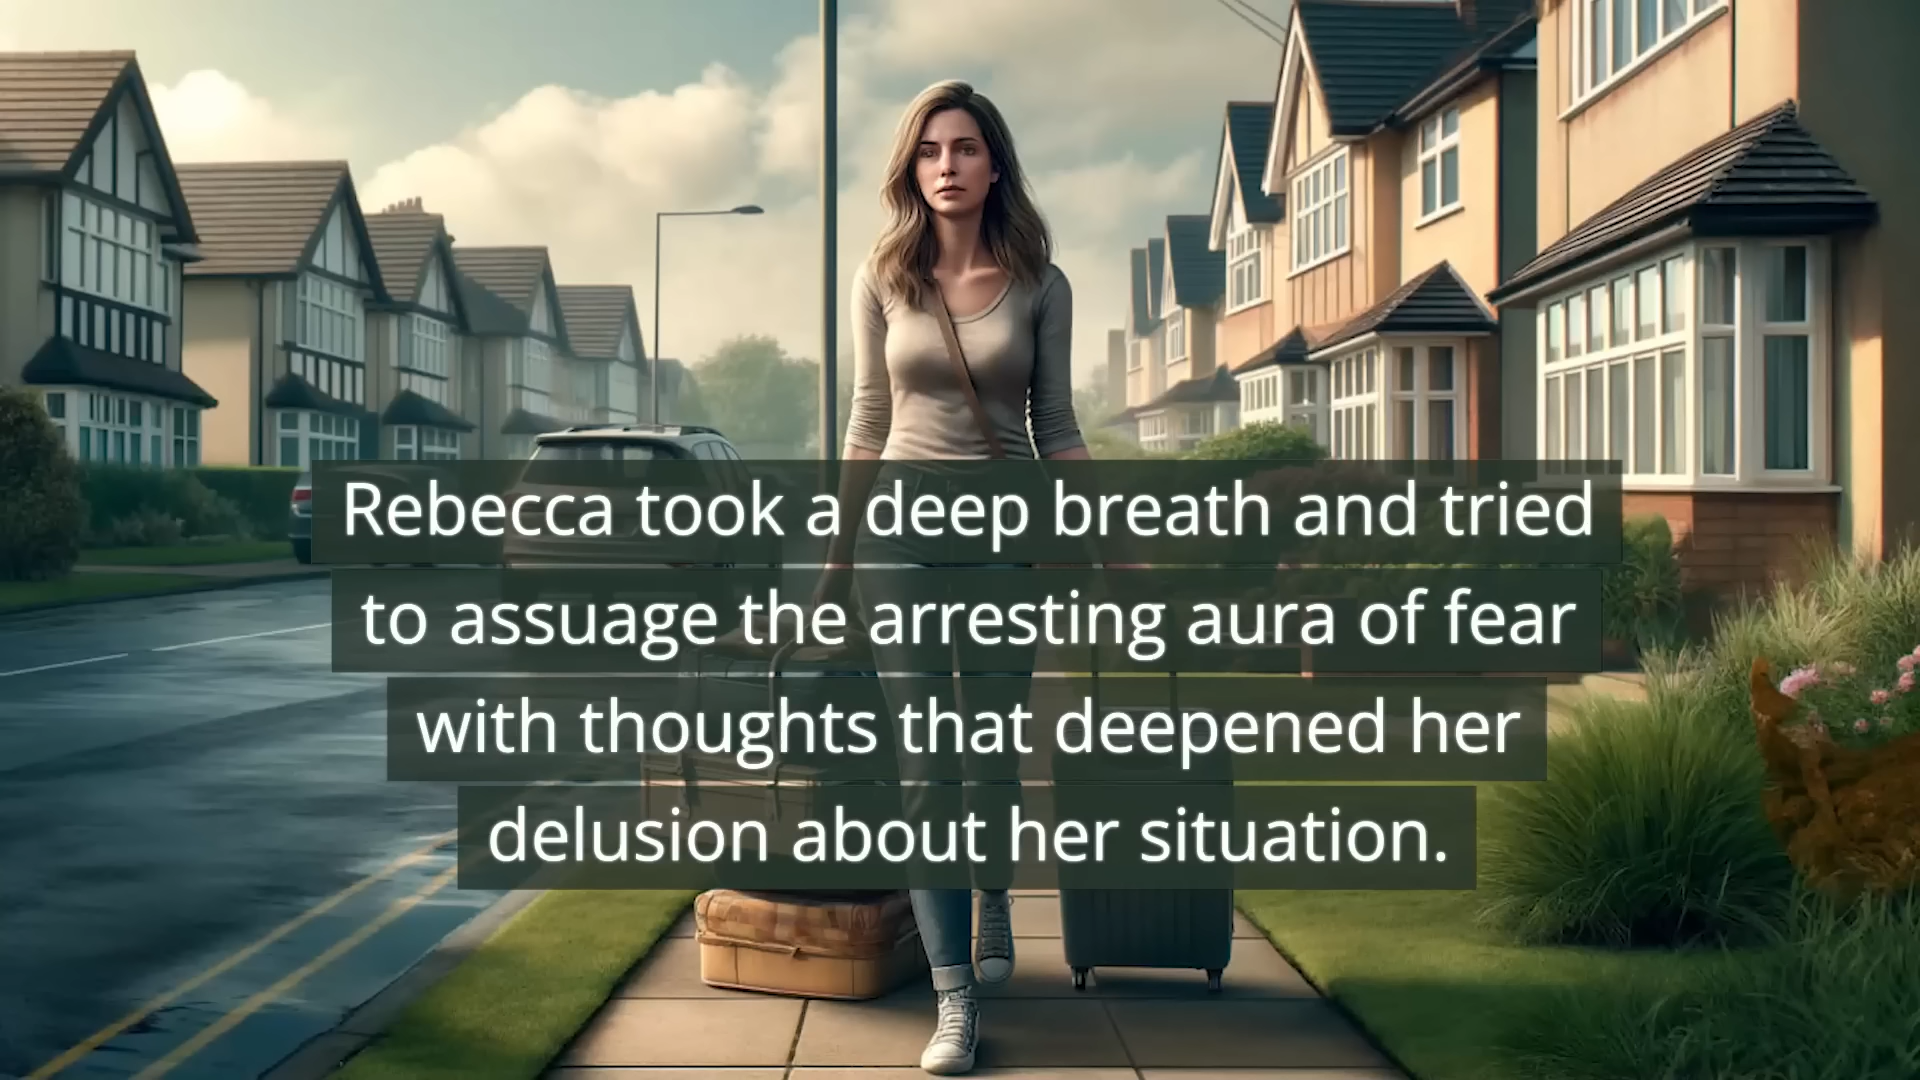 Rebecca took a deep breath and tried
to assuage the arresting aura of fear
with thoughts that deepened her
delusion about her situation.